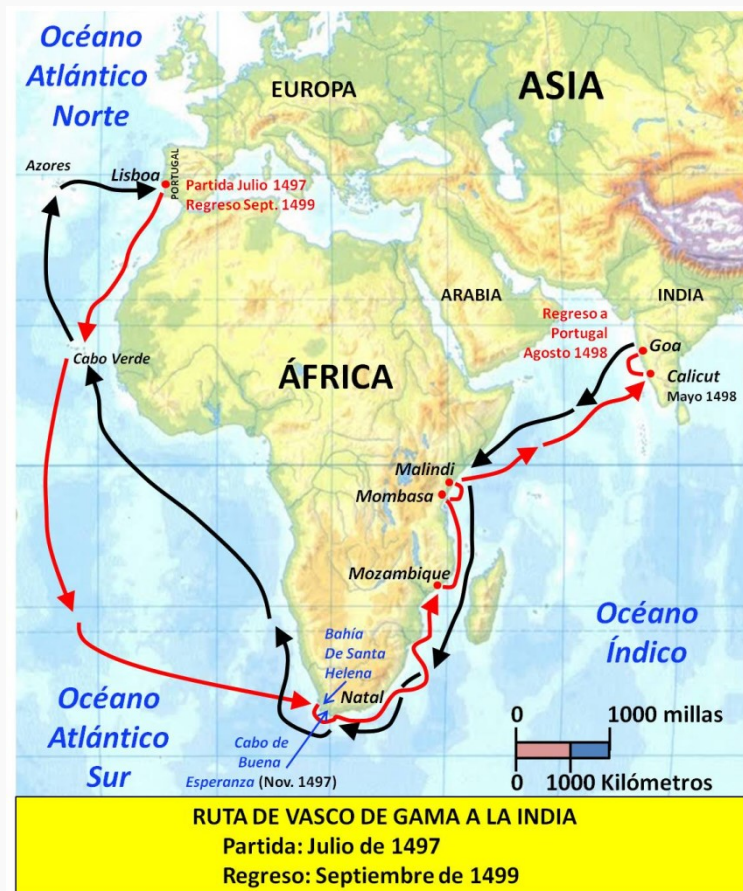 Océano
Atlántico
Norte
EUROPA
ASIA
Azores
Lisboa
PORTUGAL
Partida Julio 1497
Regreso Sept. 1499
ARABIA
INDIA
Regreso a
Portugal
Agosto 1498
Goa
Calicut
Mayo 1498
Cabo Verde
ÁFRICA
Malindi
Mombasa
Mozambique
Océano
Índico
Bahía
De Santa
Helena
Natal
Océano
Atlántico
Sur
Cabo de
Buena
Esperanza (Nov. 1497)
0 1000 millas
0 1000 Kilómetros
RUTA DE VASCO DE GAMA A LA INDIA
Partida: Julio de 1497
Regreso: Septiembre de 1499